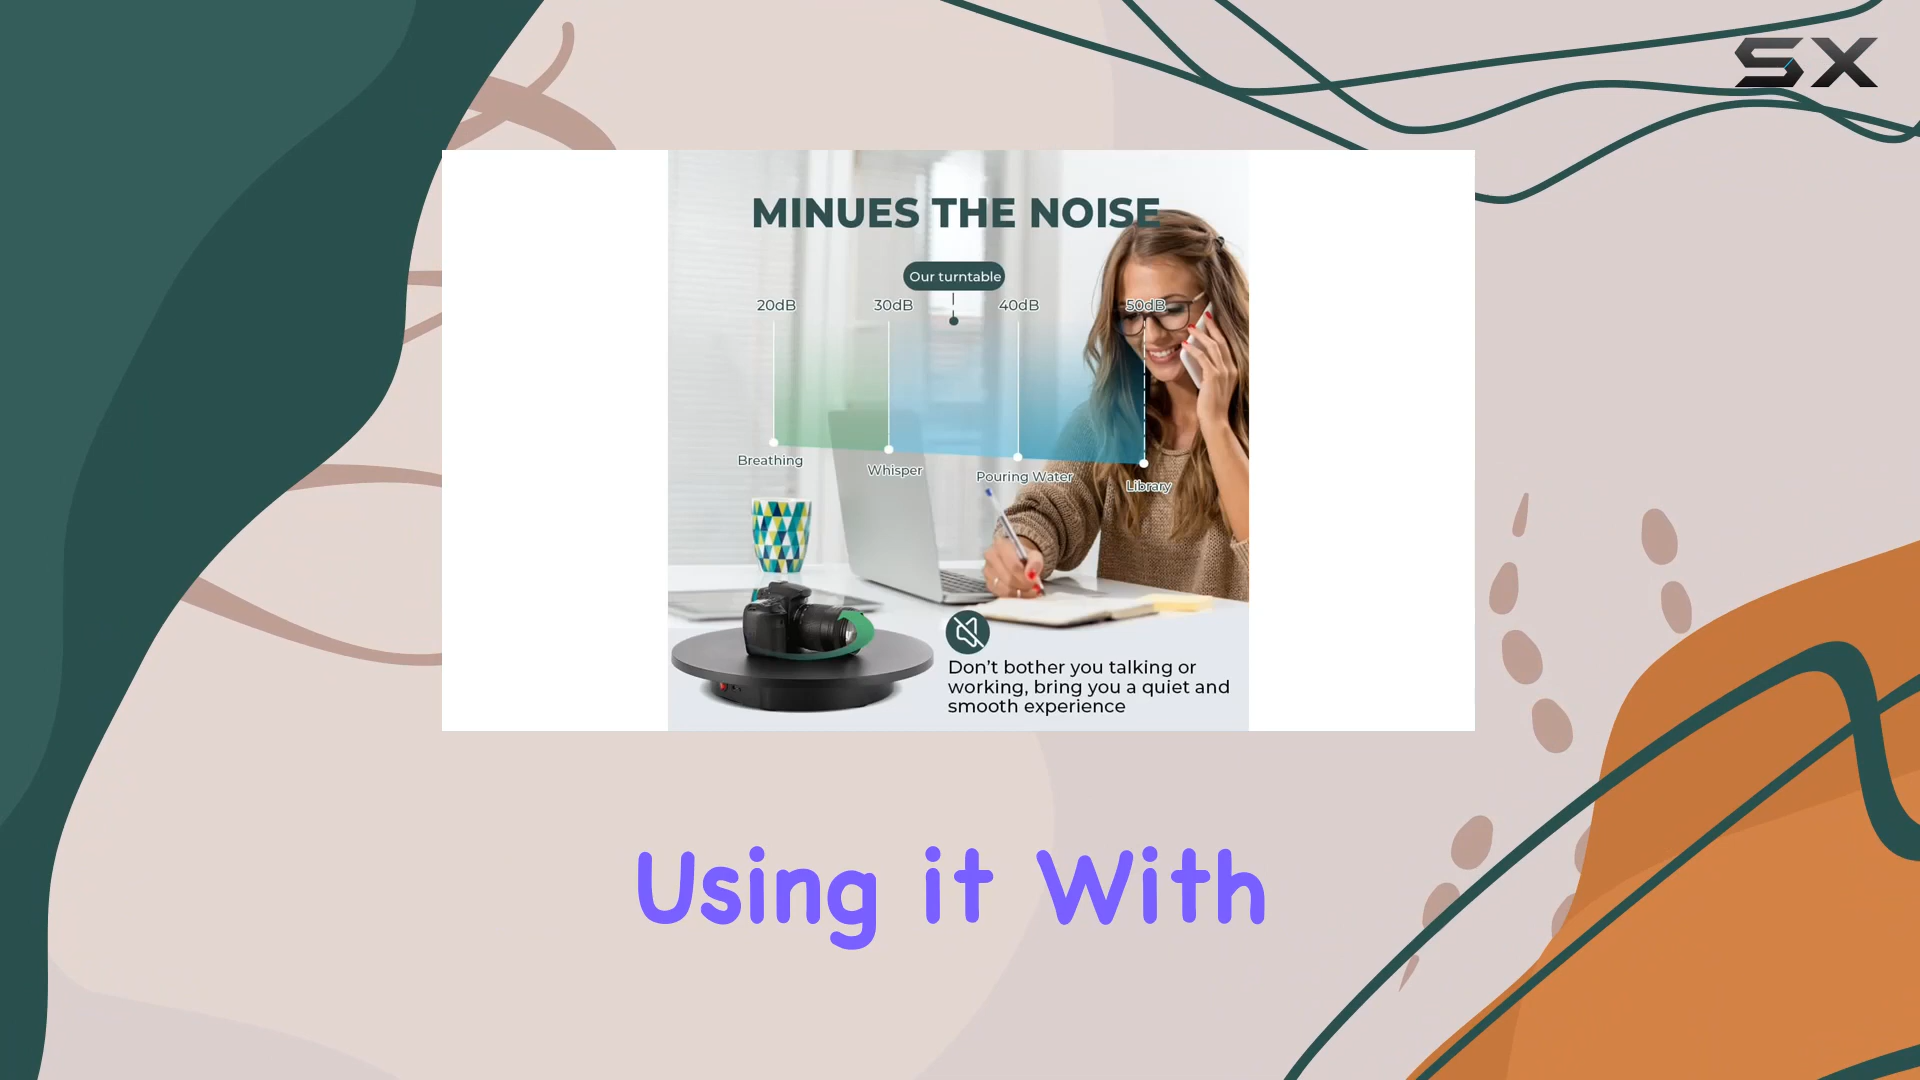 SX
MINUES THE NOISE
Our turntable
20dB 30dB 40dB 50dB
Breathing
Whisper
Pouring Water
Library
Don't bother you talking or
working, bring you a quiet and
smooth experience
Using it With